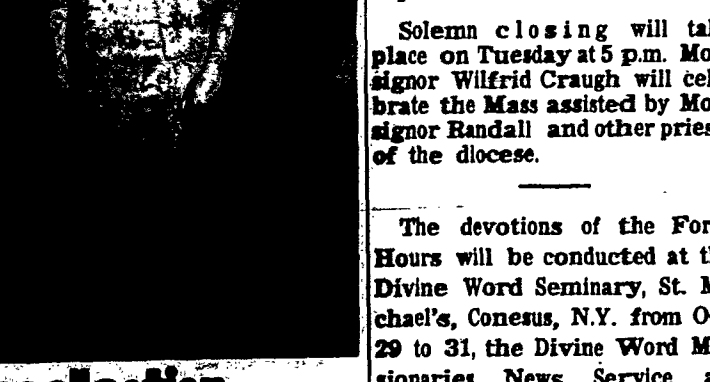 Solemn closing will tal
place on Tuesday at 5 p.m. Mo
signor Wilfrid Craugh will cel
brate the Mass assisted by Mo
signor Randall and other pries
of the diocese.
The devotions of the For
Hours will be conducted at t
Divine Word Seminary, St. M
chael's, Conesus, N.Y. from O
29 to 31, the Divine Word M
sionaries News Service a